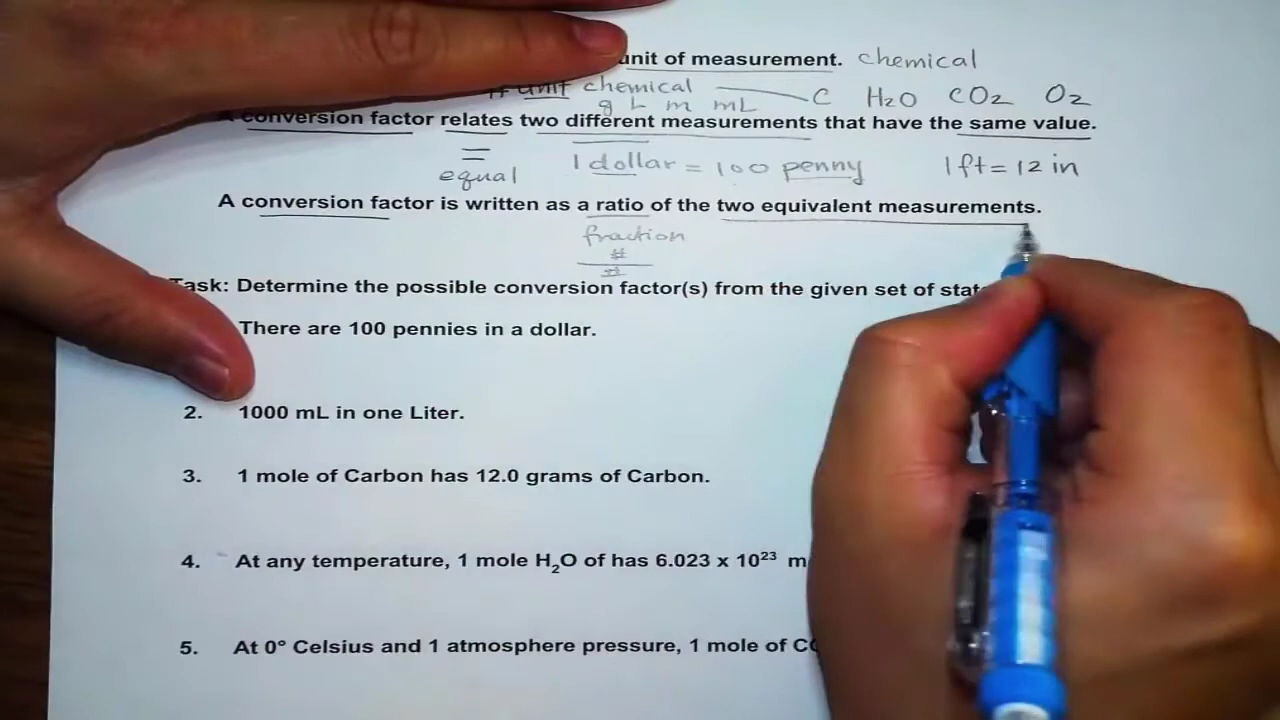 unit of measurement. chemical
unit chemical C H₂O CO₂ O₂
g L m mL
A conversion factor relates two different measurements that have the same value.
= 1 dollar = 100 penny 1 ft = 12 in
equal
A conversion factor is written as a ratio of the two equivalent measurements.
fraction
#
#
Task: Determine the possible conversion factor(s) from the given set of
There are 100 pennies in a dollar.
2. 1000 mL in one Liter.
3. 1 mole of Carbon has 12.0 grams of Carbon.
4. At any temperature, 1 mole H₂O of has 6.023 x 10²³
5. At 0° Celsius and 1 atmosphere pressure, 1 mole of